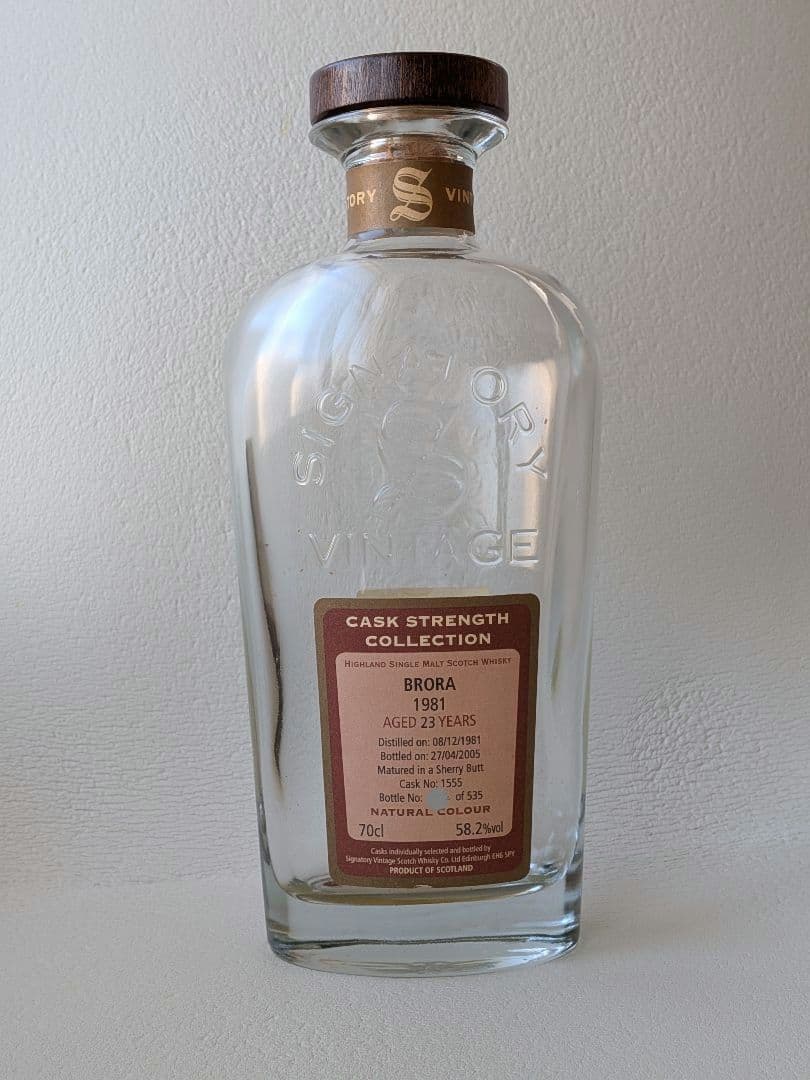 TORY S VIN
SIGNATORY
S
VINTAGE
CASK STRENGTH
COLLECTION
HIGHLAND SINGLE MALT SCOTCH WHISKY
BRORA
1981
AGED 23 YEARS
Distilled on: 08/12/1981
Bottled on: 27/04/2005
Matured in a Sherry Butt
Cask No: 1555
Bottle No: of 535
NATURAL COLOUR
70cl 58.2%vol
Casks individually selected and bottled by
Signatory Vintage Scotch Whisky Co. Ltd Edinburgh EH6 5PY
PRODUCT OF SCOTLAND